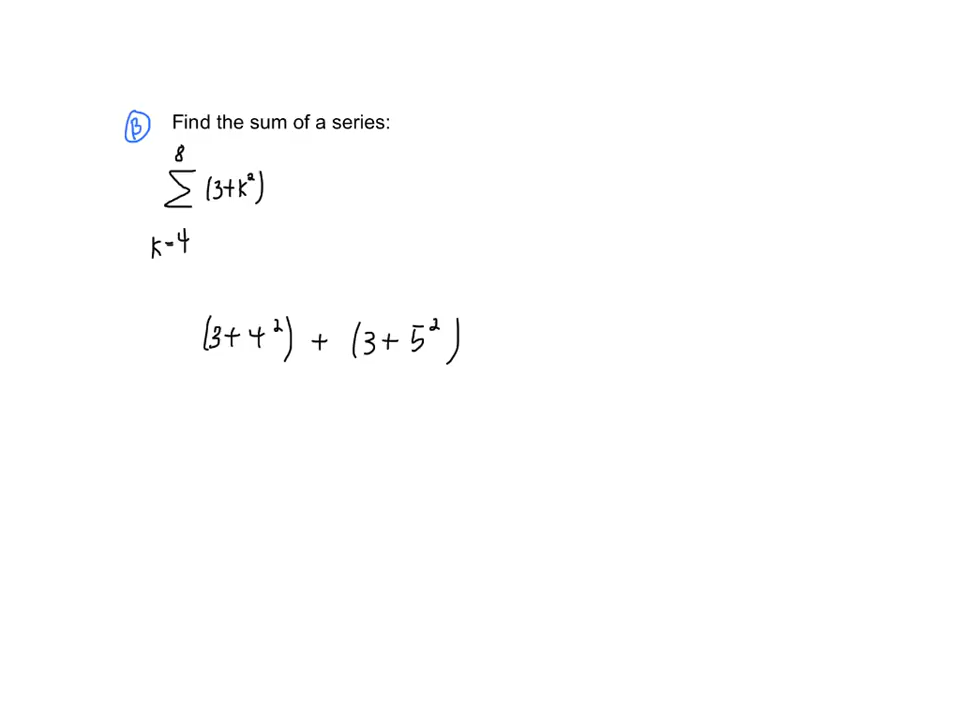 B Find the sum of a series:
8
∑ (3+k²)
k=4
(3+4²) + (3+5²)